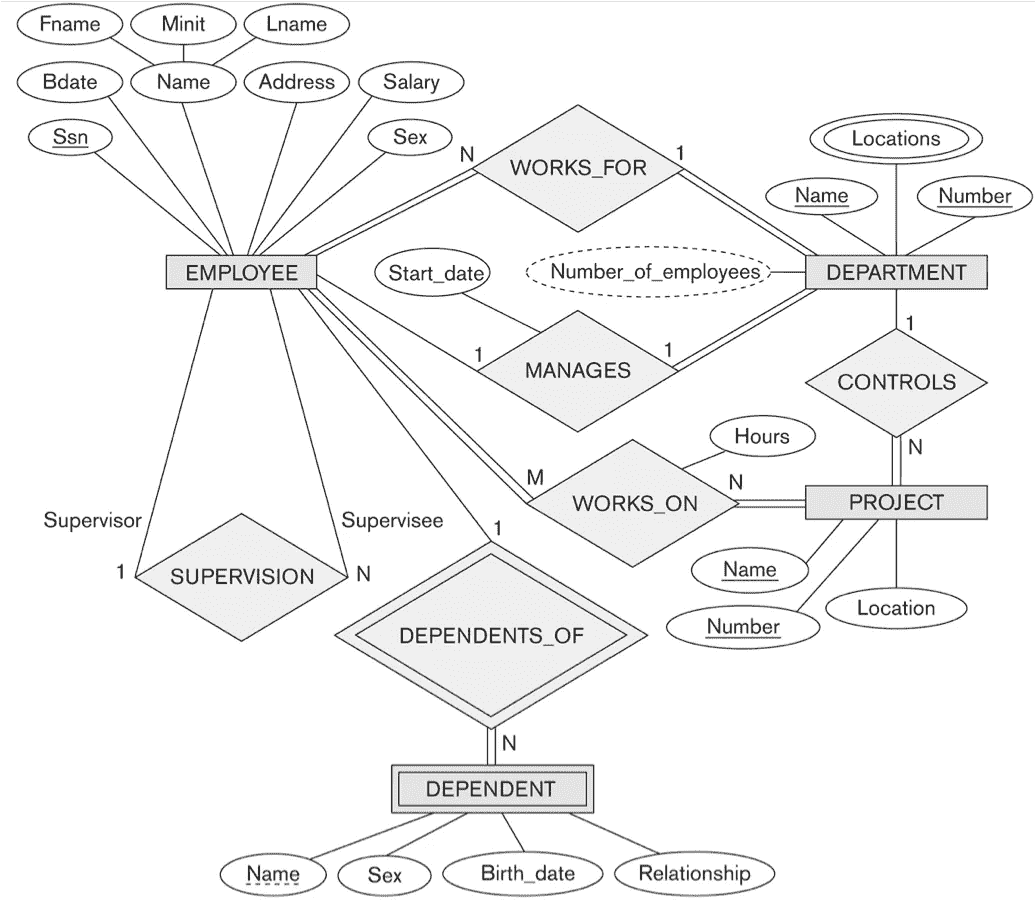 Fname
Minit
Lname
Bdate
Name
Address
Salary
Ssn
Sex
N
WORKS_FOR
1
Locations
Name
Number
EMPLOYEE
Start_date
Number_of_employees
DEPARTMENT
1
MANAGES
1
1
CONTROLS
N
Hours
M
WORKS_ON
N
PROJECT
Supervisor
Supervisee
1
SUPERVISION
N
1
Name
Number
Location
DEPENDENTS_OF
N
DEPENDENT
Name
Sex
Birth_date
Relationship